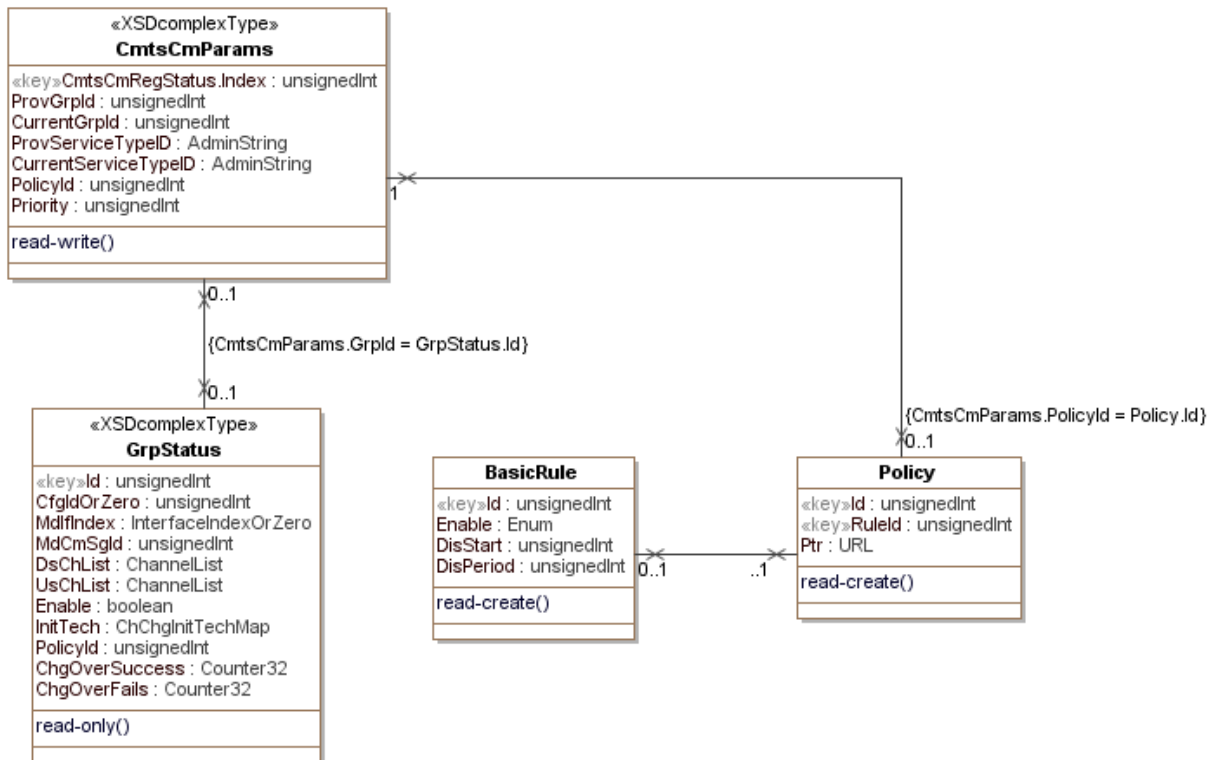 «XSDcomplexType»
CmtsCmParams
«key»CmtsCmRegStatus.Index : unsignedInt
ProvGrpId : unsignedInt
CurrentGrpId : unsignedInt
ProvServiceTypeID : AdminString
CurrentServiceTypeID : AdminString
PolicyId : unsignedInt
Priority : unsignedInt
read-write()
1
0..1
{CmtsCmParams.GrpId = GrpStatus.Id}
0..1
{CmtsCmParams.PolicyId = Policy.Id}
0..1
«XSDcomplexType»
GrpStatus
«key»Id : unsignedInt
CfgIdOrZero : unsignedInt
MdIfIndex : InterfaceIndexOrZero
MdCmSgId : unsignedInt
DsChList : ChannelList
UsChList : ChannelList
Enable : boolean
InitTech : ChChgInitTechMap
PolicyId : unsignedInt
ChgOverSuccess : Counter32
ChgOverFails : Counter32
read-only()
BasicRule
«key»Id : unsignedInt
Enable : Enum
DisStart : unsignedInt
DisPeriod : unsignedInt
read-create()
0..1
..1
Policy
«key»Id : unsignedInt
«key»RuleId : unsignedInt
Ptr : URL
read-create()